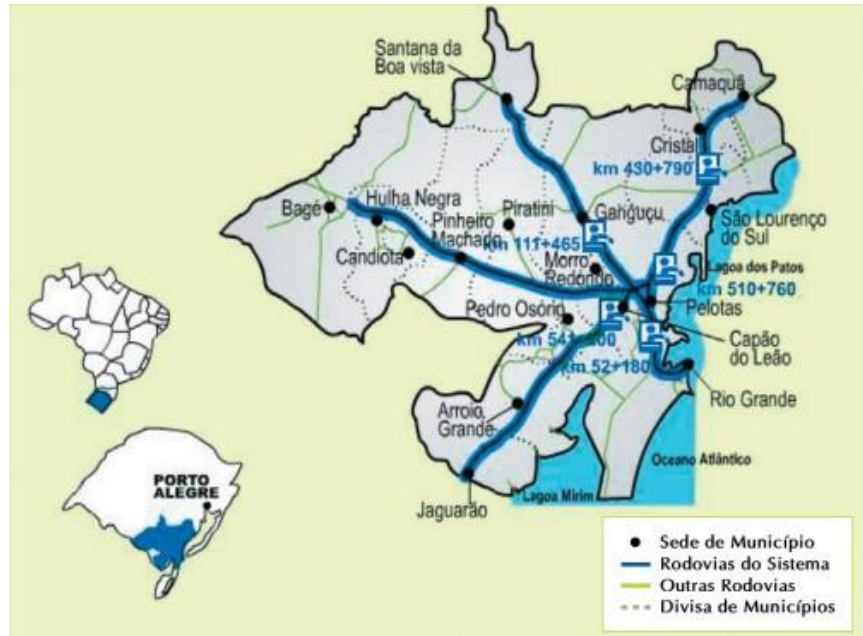 Santana da
Boa vista
Camaquã
Cristal
km 430+790
Hulha Negra
Bagé
Piratini
Gahguçu
São Lourenço
do Sul
Pinheiro
Machado
km 111+465
Candiota
Morro
Redondo
Lagoa dos Patos
km 510+760
Pedro Osório
Pelotas
Capão
do Leão
km 52+180
Rio Grande
Arroio
Grande
Oceano Atlântico
Lagoa Mirim
Jaguarão
PORTO
ALEGRE
Sede de Município
Rodovias do Sistema
Outras Rodovias
Divisa de Municípios